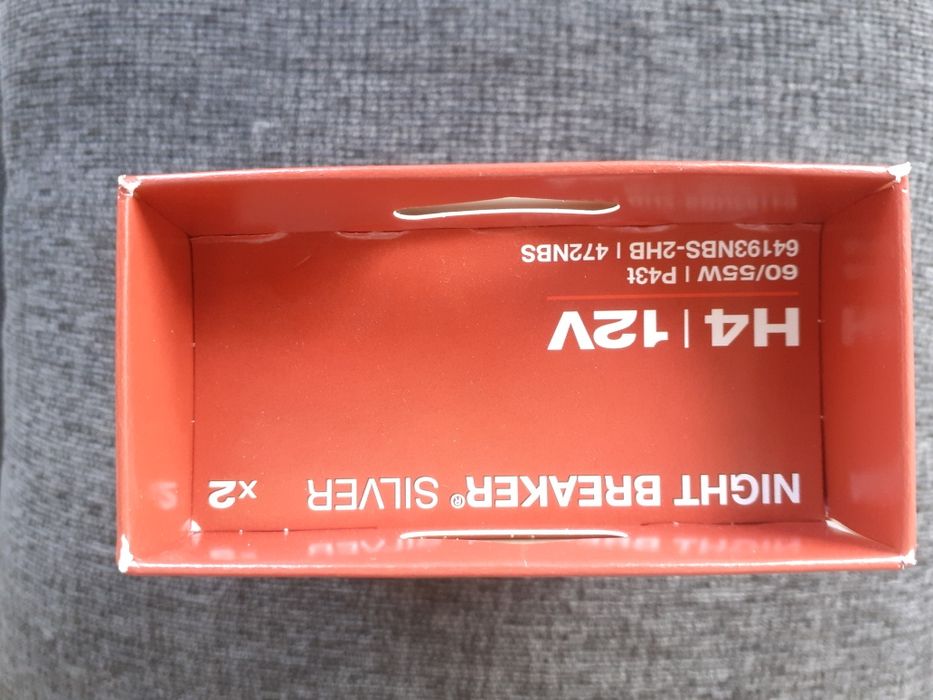 NIGHT BREAKER® SILVER x2
H4 | 12V
60/55W | P43t
64193NBS-2HB | 472NBS